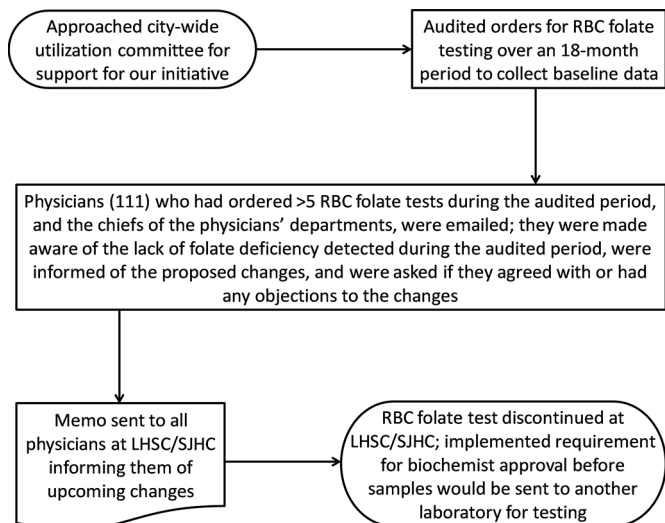 Approached city-wide
utilization committee for
support for our initiative
Audited orders for RBC folate
testing over an 18-month
period to collect baseline data
Physicians (111) who had ordered >5 RBC folate tests during the audited period,
and the chiefs of the physicians’ departments, were emailed; they were made
aware of the lack of folate deficiency detected during the audited period, were
informed of the proposed changes, and were asked if they agreed with or had
any objections to the changes
Memo sent to all
physicians at LHSC/SJHC
informing them of
upcoming changes
RBC folate test discontinued at
LHSC/SJHC; implemented requirement
for biochemist approval before
samples would be sent to another
laboratory for testing